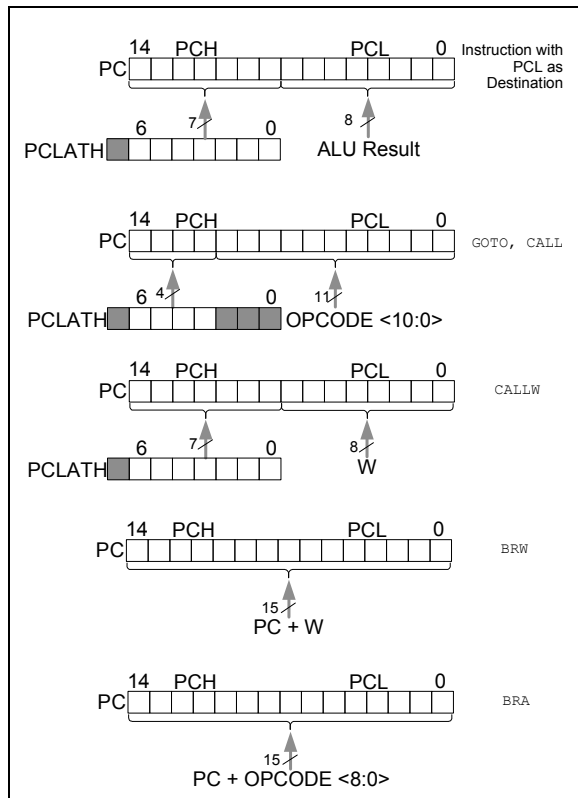 14 PCH PCL 0
PC
Instruction with
PCL as
Destination
7 8
6 0
PCLATH
ALU Result
14 PCH PCL 0
PC
GOTO, CALL
4 11
6 0
PCLATH
OPCODE <10:0>
14 PCH PCL 0
PC
CALLW
7 8
6 0
W
PCLATH
14 PCH PCL 0
PC
BRW
15
PC + W
14 PCH PCL 0
PC
BRA
15
PC + OPCODE <8:0>